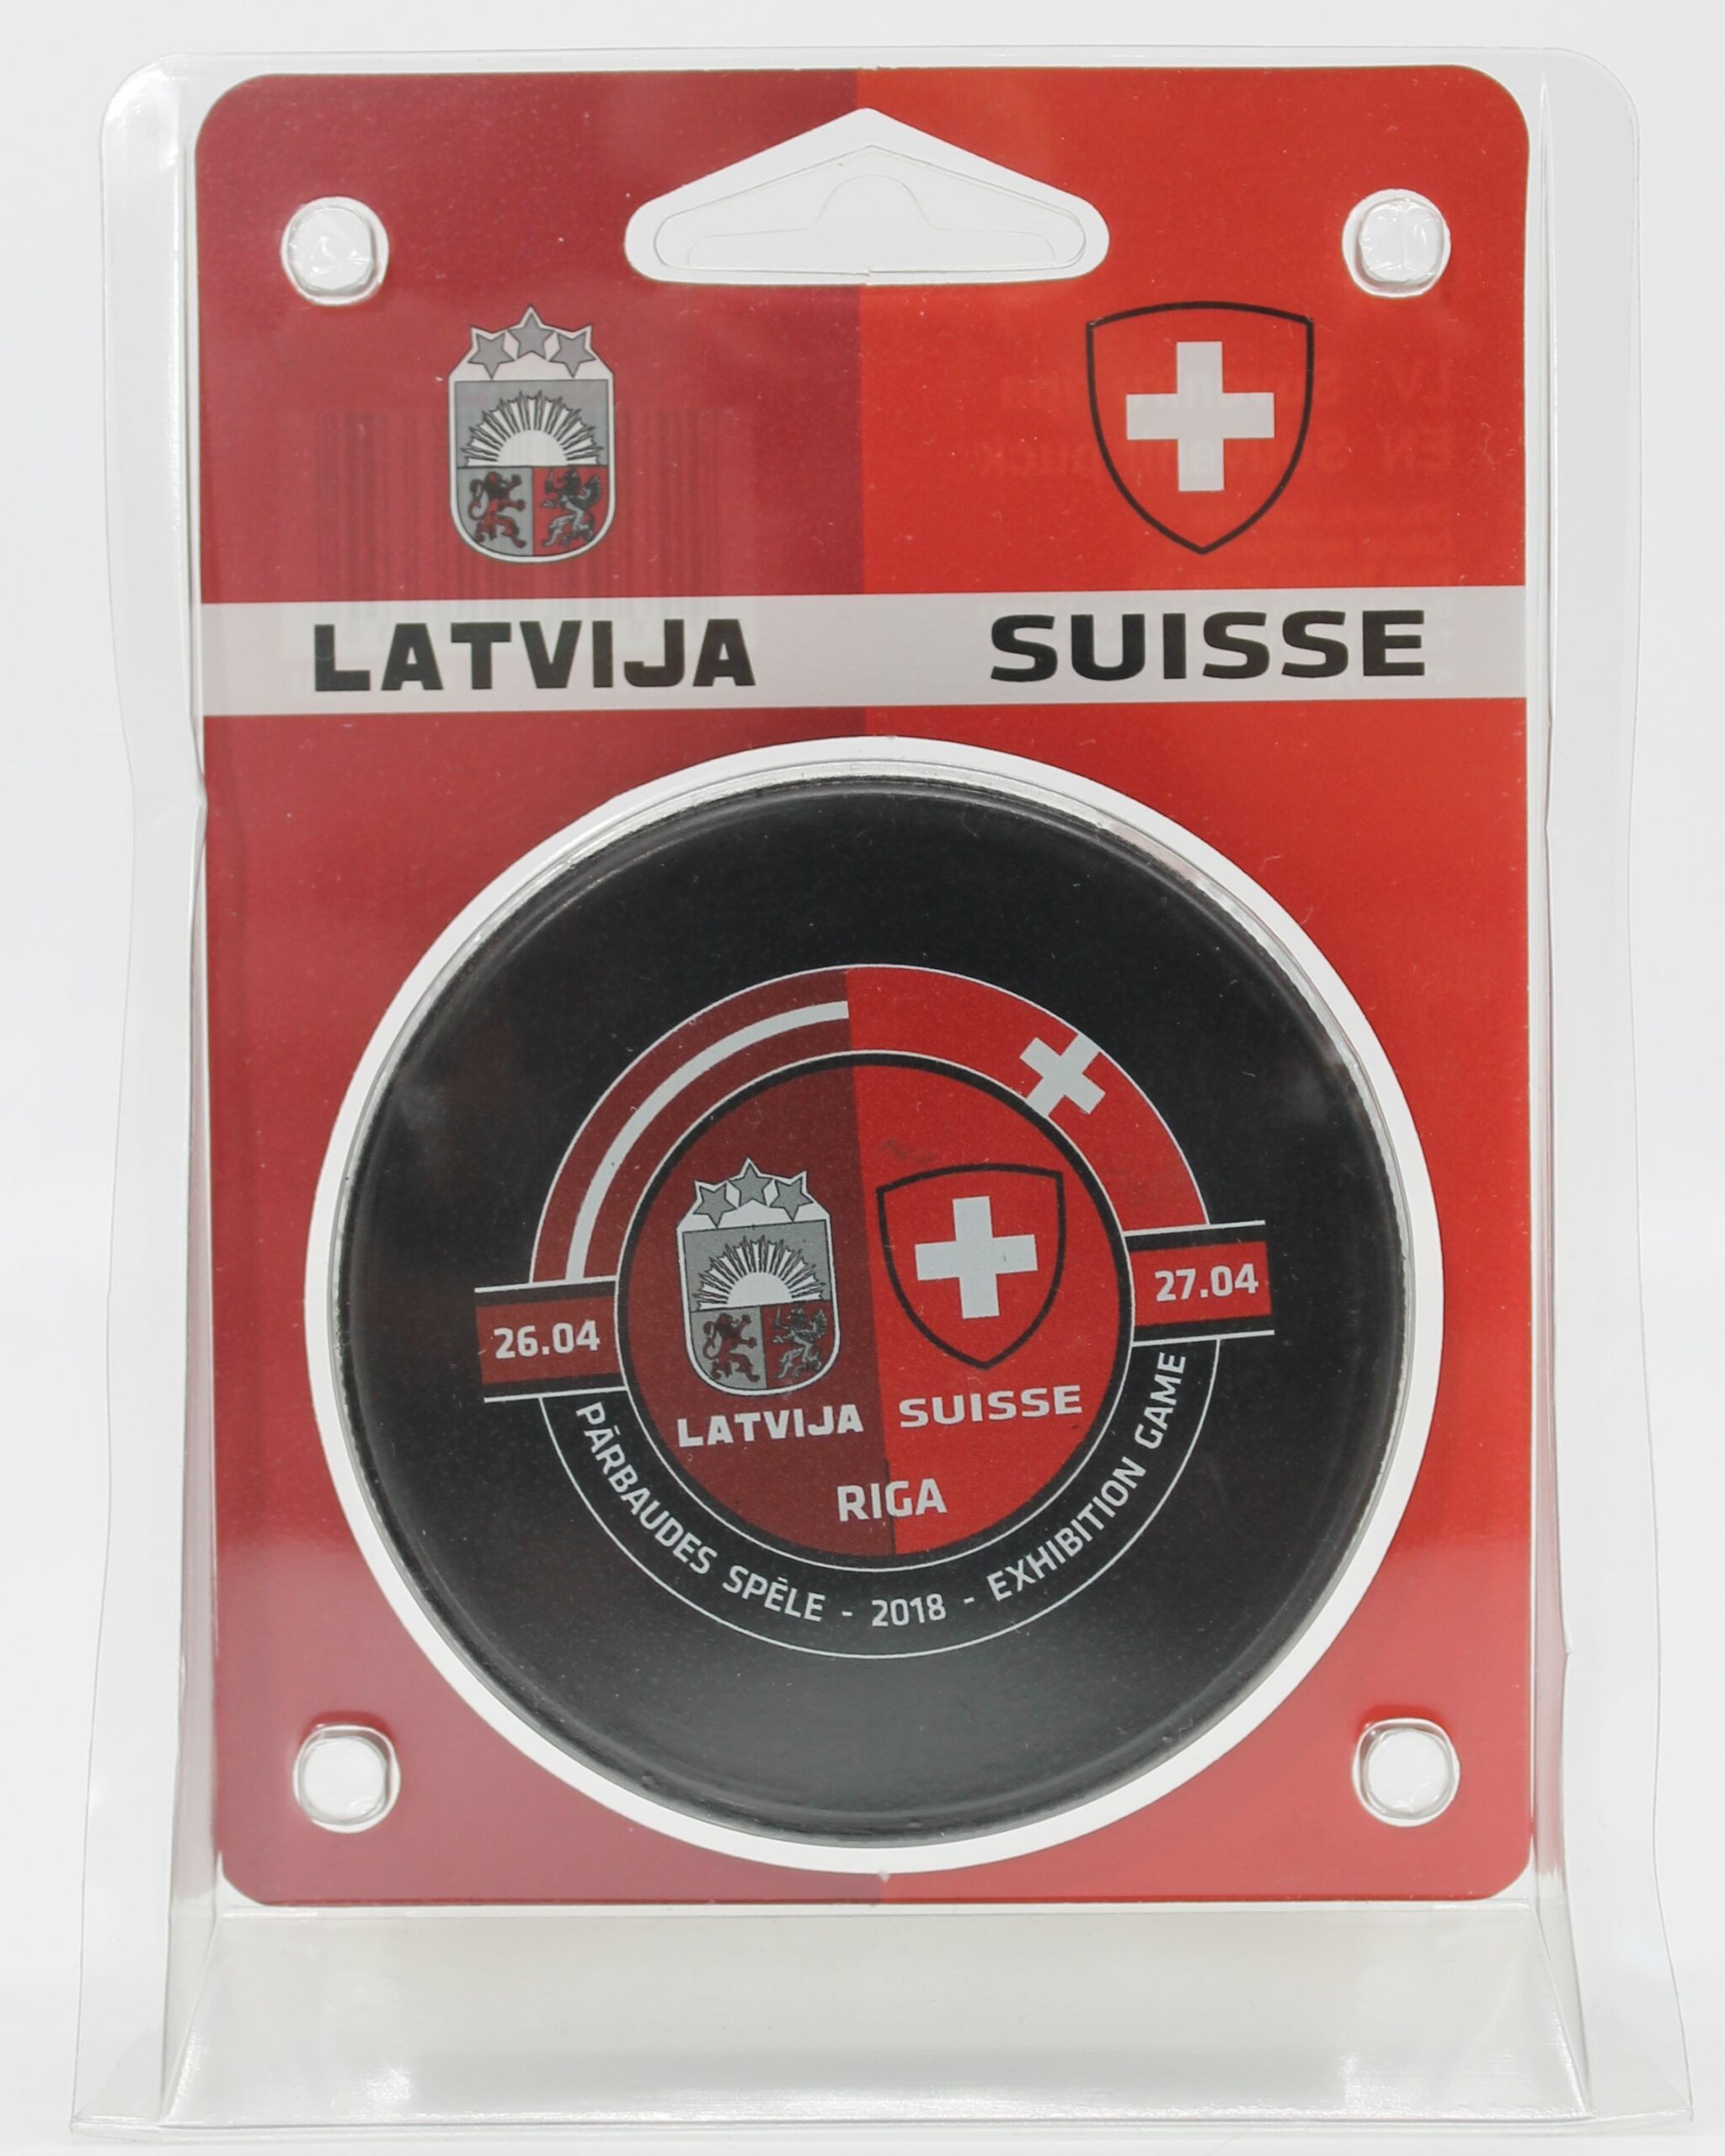 LATVIJA SUISSE
26.04
27.04
LATVIJA SUISSE
RIGA
PĀRBAUDES SPĒLE - 2018 - EXHIBITION GAME